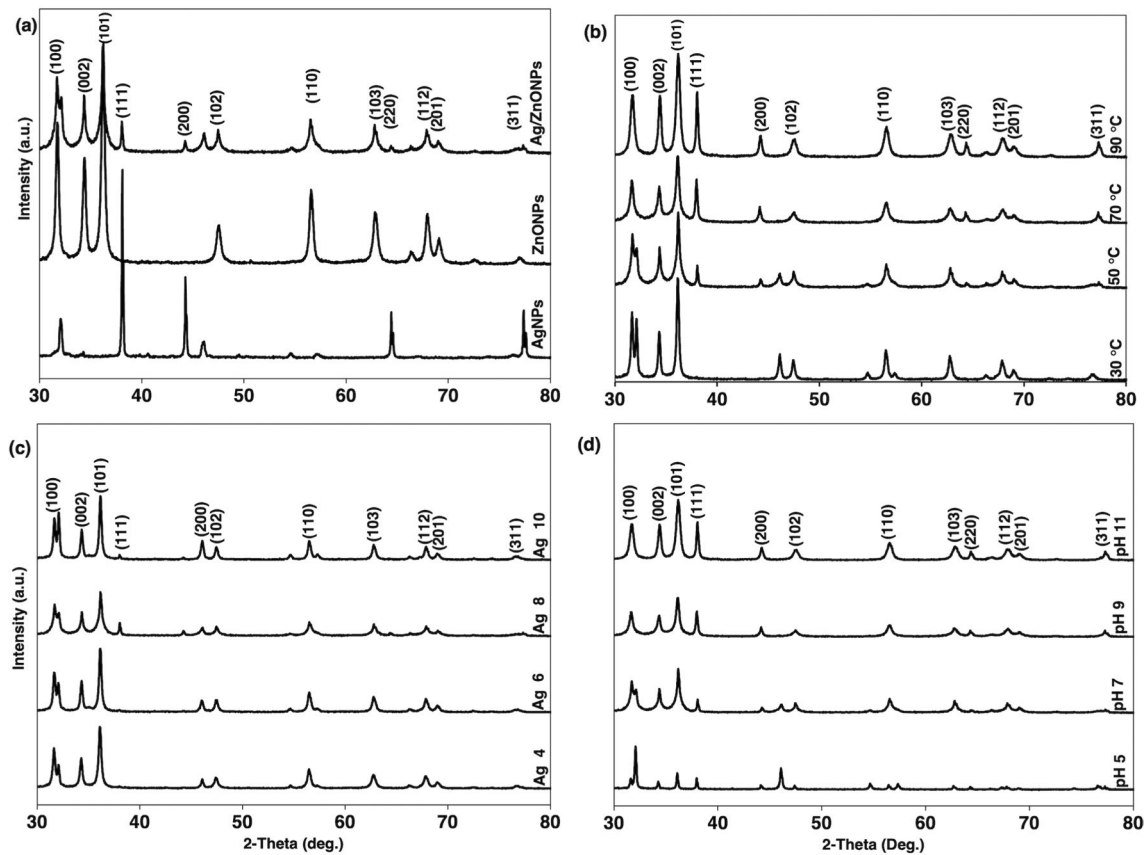 (a)
(100)
(002)
(101)
(111)
(200)
(102)
(110)
(103)
(220)
(112)
(201)
(311)
Ag/ZnONPs
ZnONPs
AgNPs
Intensity (a.u.)
30 40 50 60 70 80
(b)
(100)
(002)
(101)
(111)
(200)
(102)
(110)
(103)
(220)
(112)
(201)
(311)
90 °C
70 °C
50 °C
30 °C
30 40 50 60 70 80
(c)
(100)
(002)
(101)
(111)
(200)
(102)
(110)
(103)
(112)
(201)
(311)
Ag 10
Ag 8
Ag 6
Ag 4
Intensity (a.u.)
30 40 50 60 70 80
2-Theta (deg.)
(d)
(100)
(002)
(101)
(111)
(200)
(102)
(110)
(103)
(220)
(112)
(201)
(311)
pH 11
pH 9
pH 7
pH 5
30 40 50 60 70 80
2-Theta (Deg.)